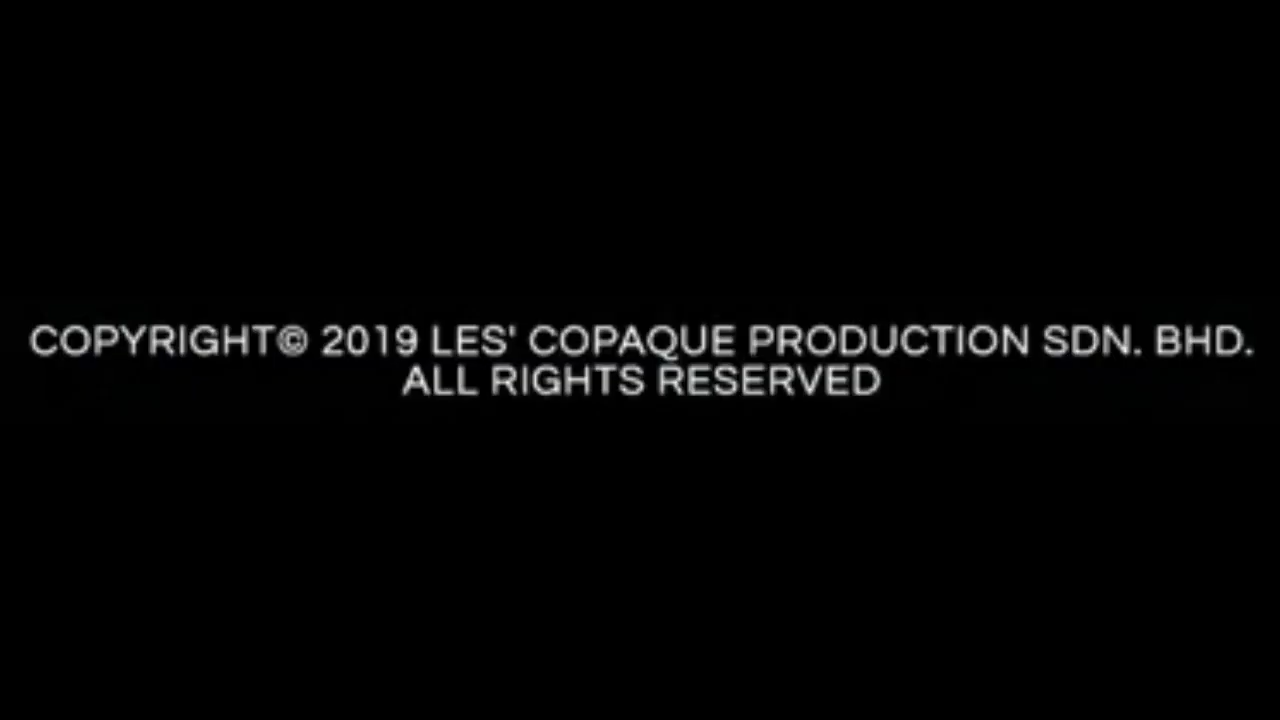 COPYRIGHT© 2019 LES' COPAQUE PRODUCTION SDN. BHD.
ALL RIGHTS RESERVED